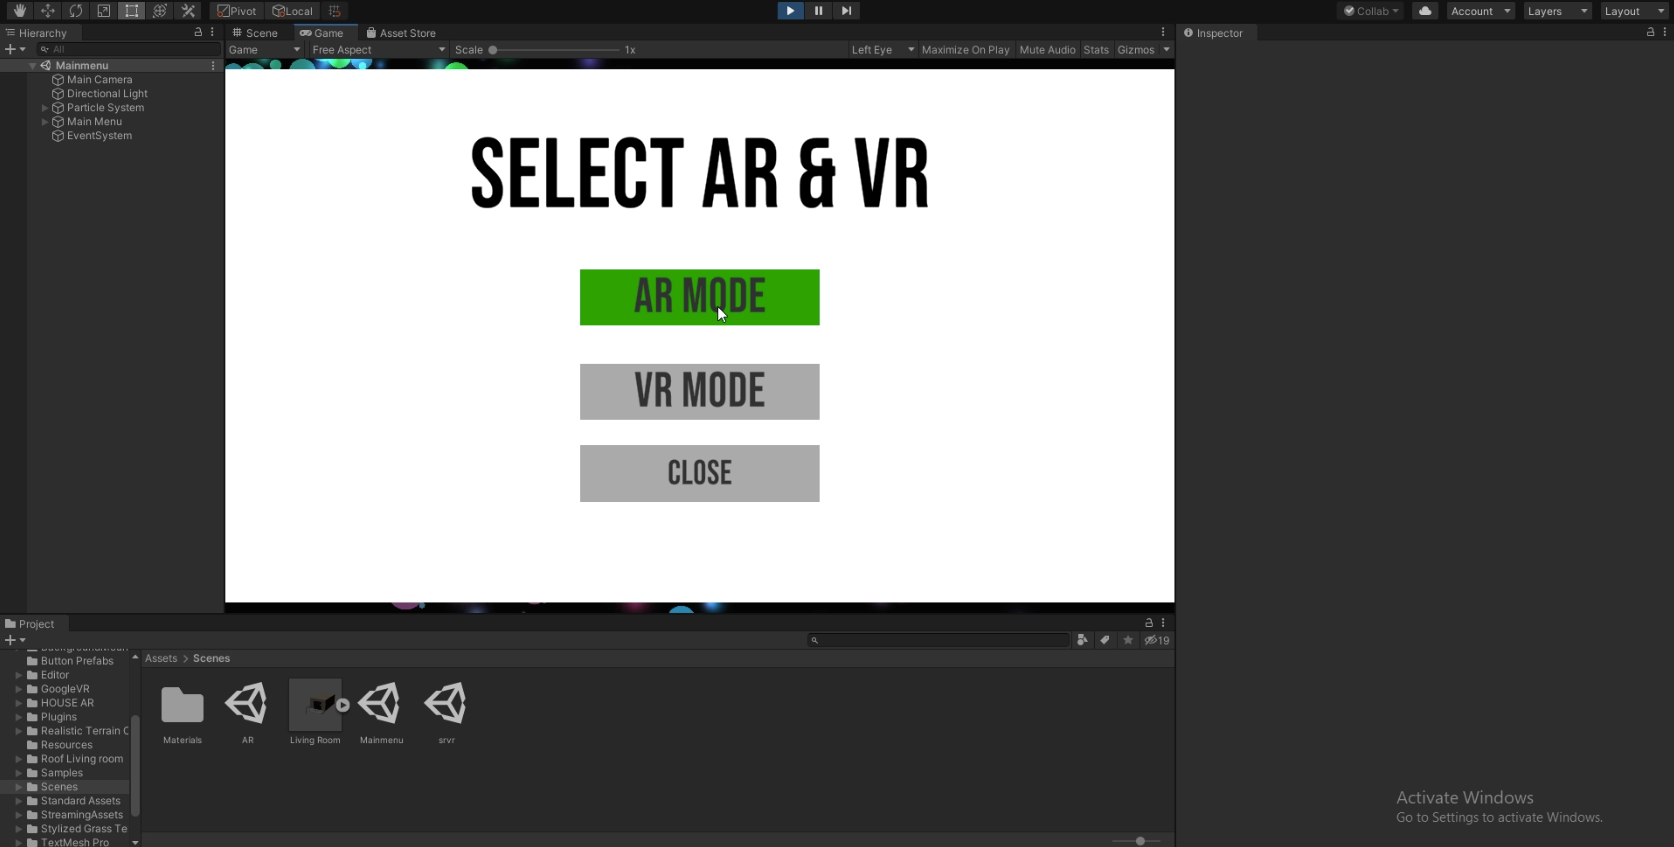 Pivot Local Collab Account Layers Layout
Hierarchy Scene Game Asset Store Inspector
All Game Free Aspect Scale 1x Left Eye Maximize On Play Mute Audio Stats Gizmos
Mainmenu
Main Camera
Directional Light
Particle System
Main Menu
EventSystem
SELECT AR & VR
AR MODE
VR MODE
CLOSE
Project
19
Assets > Scenes
Button Prefabs
Editor
GoogleVR
HOUSE AR
Plugins
Realistic Terrain C
Resources
Roof Living room
Samples
Scenes
Standard Assets
StreamingAssets
Stylized Grass Te
TextMesh Pro
Materials AR Living Room Mainmenu srvr
Activate Windows
Go to Settings to activate Windows.